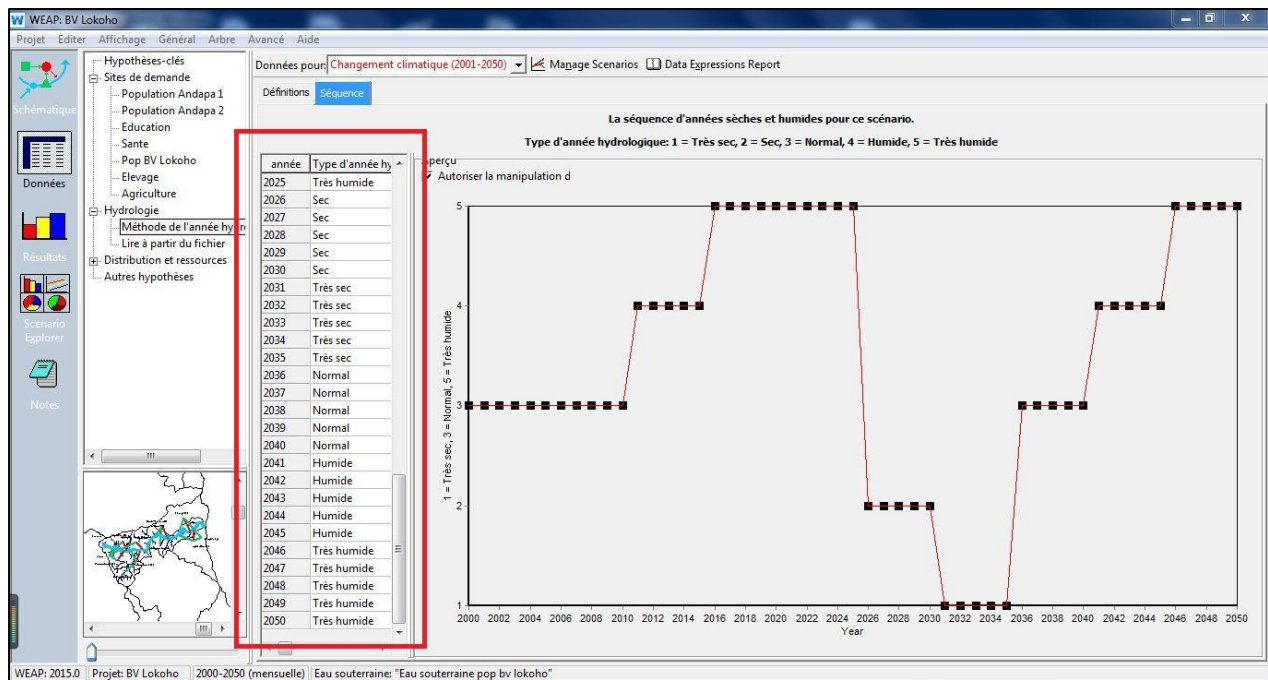 WEAP: BV Lokoho
Projet Editer Affichage Général Arbre Avancé Aide
Schématique
Données
Résultats
Scenario
Explorer
Notes
Hypothèses-clés
Sites de demande
Population Andapa 1
Population Andapa 2
Education
Sante
Pop BV Lokoho
Elevage
Agriculture
Hydrologie
Méthode de l'année hydr
Lire à partir du fichier
Distribution et ressources
Autres hypothèses
Données pour: Changement climatique (2001-2050) Manage Scenarios Data Expressions Report
Définitions Séquence
La séquence d'années sèches et humides pour ce scénario.
Type d'année hydrologique: 1 = Très sec, 2 = Sec, 3 = Normal, 4 = Humide, 5 = Très humide
année Type d'année hy
2025 Très humide
2026 Sec
2027 Sec
2028 Sec
2029 Sec
2030 Sec
2031 Très sec
2032 Très sec
2033 Très sec
2034 Très sec
2035 Très sec
2036 Normal
2037 Normal
2038 Normal
2039 Normal
2040 Normal
2041 Humide
2042 Humide
2043 Humide
2044 Humide
2045 Humide
2046 Très humide
2047 Très humide
2048 Très humide
2049 Très humide
2050 Très humide
Aperçu
Autoriser la manipulation d
1 = Très sec, 3 = Normal, 5 = Très humide
5
4
3
2
1
2000 2002 2004 2006 2008 2010 2012 2014 2016 2018 2020 2022 2024 2026 2028 2030 2032 2034 2036 2038 2040 2042 2044 2046 2048 2050
Year
WEAP: 2015.0 Projet: BV Lokoho 2000-2050 (mensuelle) Eau souterraine: "Eau souterraine pop bv lokoho"